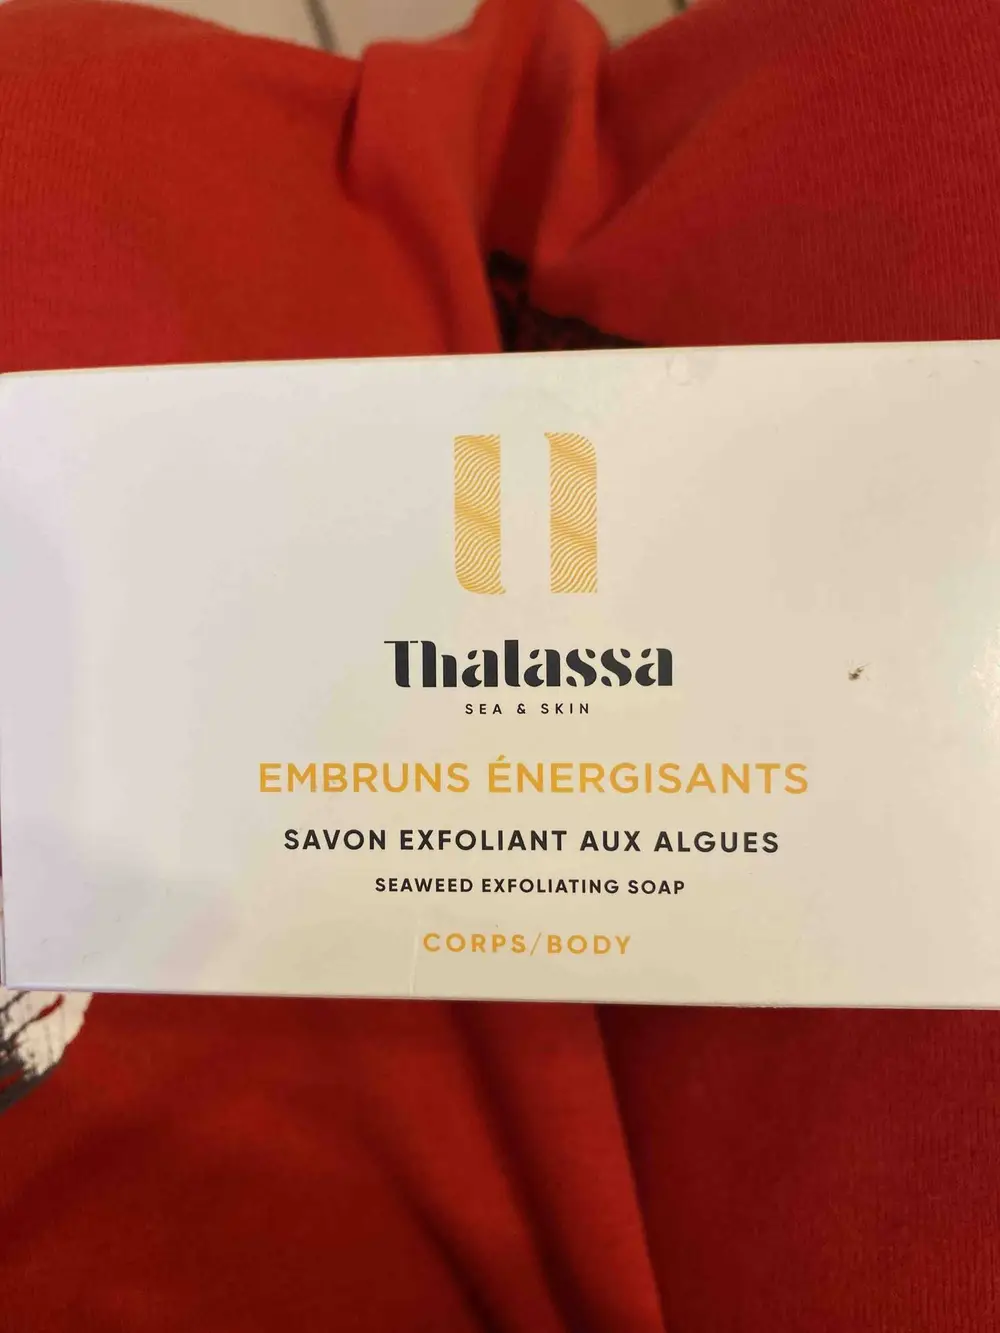 Thalassa
SEA & SKIN
EMBRUNS ÉNERGISANTS
SAVON EXFOLIANT AUX ALGUES
SEAWEED EXFOLIATING SOAP
CORPS/BODY